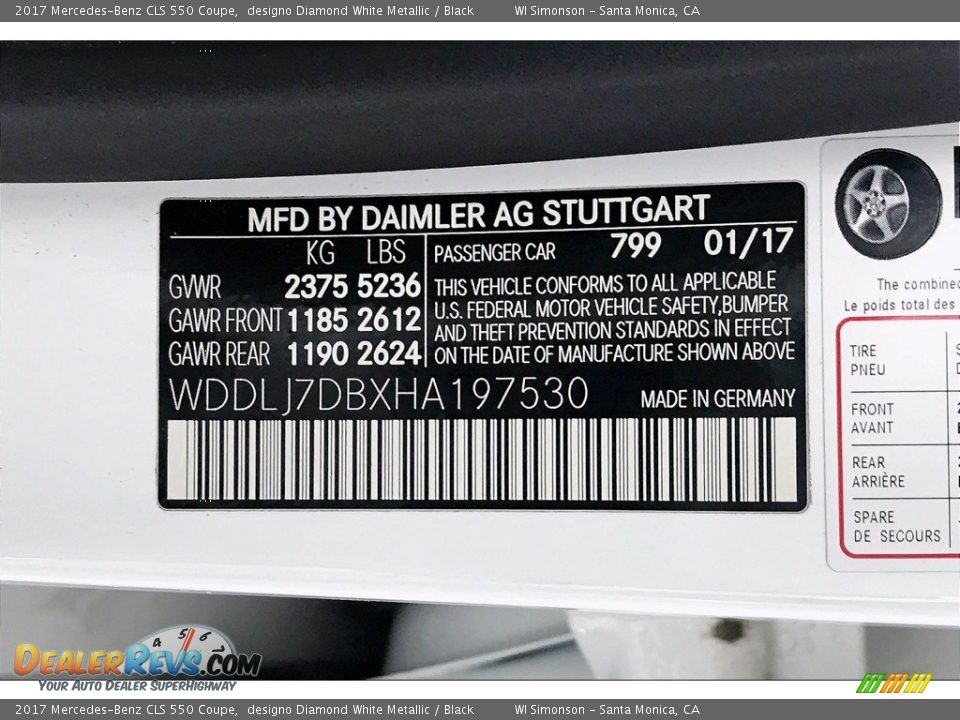 2017 Mercedes-Benz CLS 550 Coupe, designo Diamond White Metallic / Black WI Simonson - Santa Monica, CA
MFD BY DAIMLER AG STUTTGART
KG LBS
GVWR 2375 5236
GAWR FRONT 1185 2612
GAWR REAR 1190 2624
PASSENGER CAR 799 01/17
THIS VEHICLE CONFORMS TO ALL APPLICABLE
U.S. FEDERAL MOTOR VEHICLE SAFETY,BUMPER
AND THEFT PREVENTION STANDARDS IN EFFECT
ON THE DATE OF MANUFACTURE SHOWN ABOVE
WDDLJ7DBXHA197530 MADE IN GERMANY
The combined
Le poids total des
TIRE
PNEU
FRONT
AVANT
REAR
ARRIÈRE
SPARE
DE SECOURS
4 5 6 7
DealerRevs.com
Your Auto Dealer SuperHighway
2017 Mercedes-Benz CLS 550 Coupe, designo Diamond White Metallic / Black WI Simonson - Santa Monica, CA